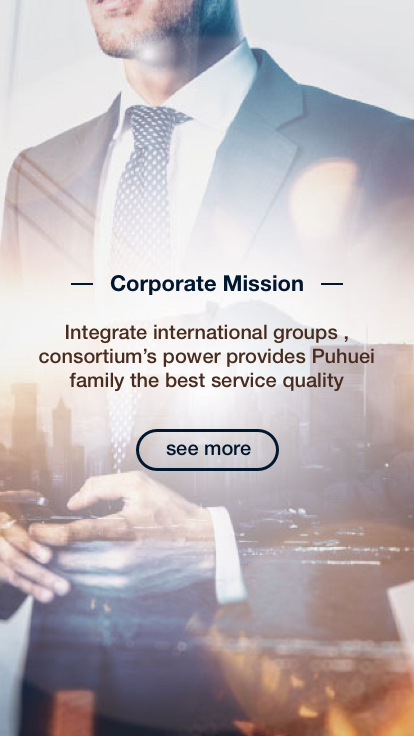 Corporate Mission
Integrate international groups ,
consortium’s power provides Puhuei
family the best service quality
see more